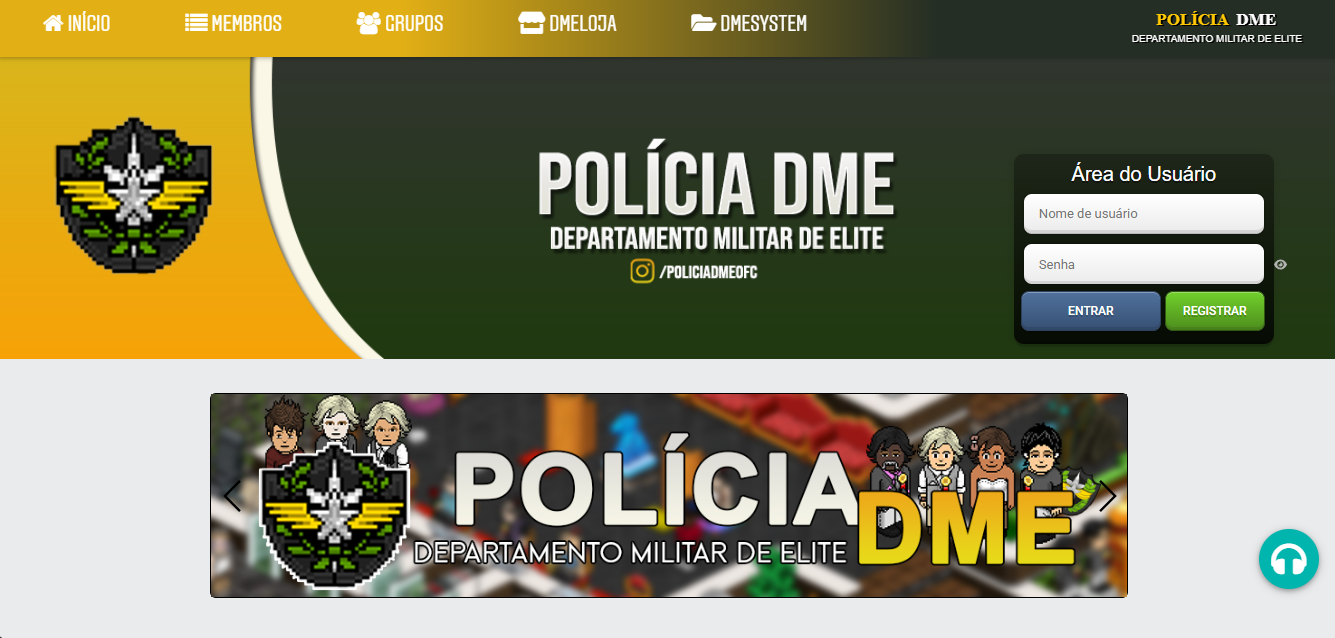 INÍCIO
MEMBROS
GRUPOS
DMELOJA
DMESYSTEM
POLÍCIA DME
DEPARTAMENTO MILITAR DE ELITE
POLÍCIA DME
DEPARTAMENTO MILITAR DE ELITE
/POLICIADMEOFC
Área do Usuário
Nome de usuário
Senha
ENTRAR
REGISTRAR
POLÍCIA
DME
DEPARTAMENTO MILITAR DE ELITE